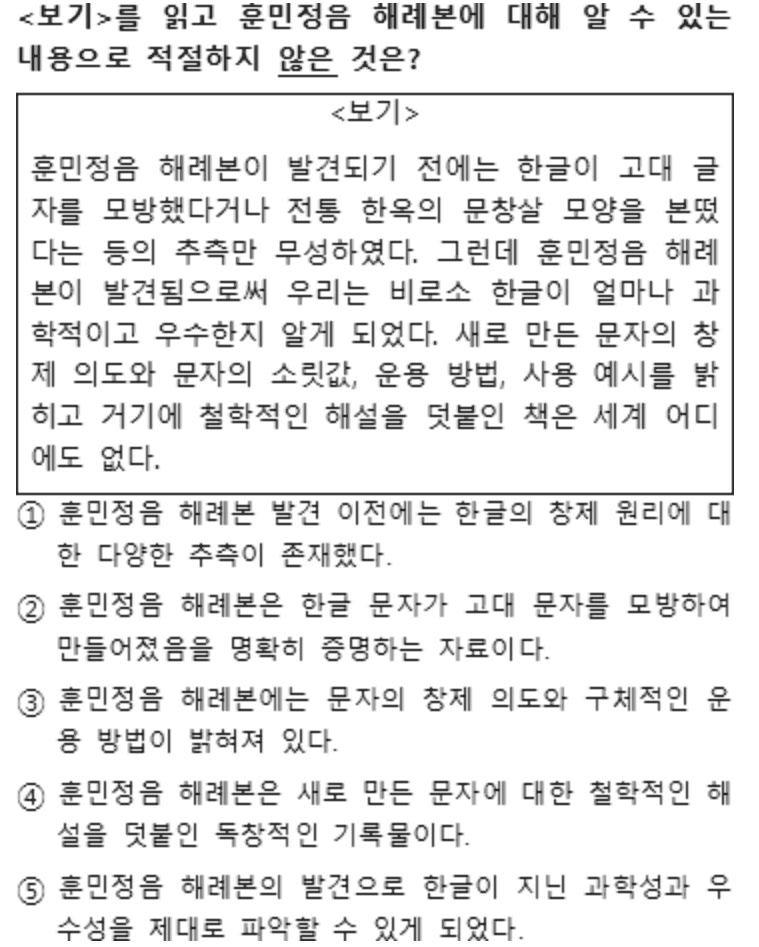 <보기>를 읽고 훈민정음 해례본에 대해 알 수 있는
내용으로 적절하지 않은 것은?
<보기>
훈민정음 해례본이 발견되기 전에는 한글이 고대 글
자를 모방했다거나 전통 한옥의 문창살 모양을 본떴
다는 등의 추측만 무성하였다. 그런데 훈민정음 해례
본이 발견됨으로써 우리는 비로소 한글이 얼마나 과
학적이고 우수한지 알게 되었다. 새로 만든 문자의 창
제 의도와 문자의 소릿값, 운용 방법, 사용 예시를 밝
히고 거기에 철학적인 해설을 덧붙인 책은 세계 어디
에도 없다.
① 훈민정음 해례본 발견 이전에는 한글의 창제 원리에 대
한 다양한 추측이 존재했다.
② 훈민정음 해례본은 한글 문자가 고대 문자를 모방하여
만들어졌음을 명확히 증명하는 자료이다.
③ 훈민정음 해례본에는 문자의 창제 의도와 구체적인 운
용 방법이 밝혀져 있다.
④ 훈민정음 해례본은 새로 만든 문자에 대한 철학적인 해
설을 덧붙인 독창적인 기록물이다.
⑤ 훈민정음 해례본의 발견으로 한글이 지닌 과학성과 우
수성을 제대로 파악할 수 있게 되었다.